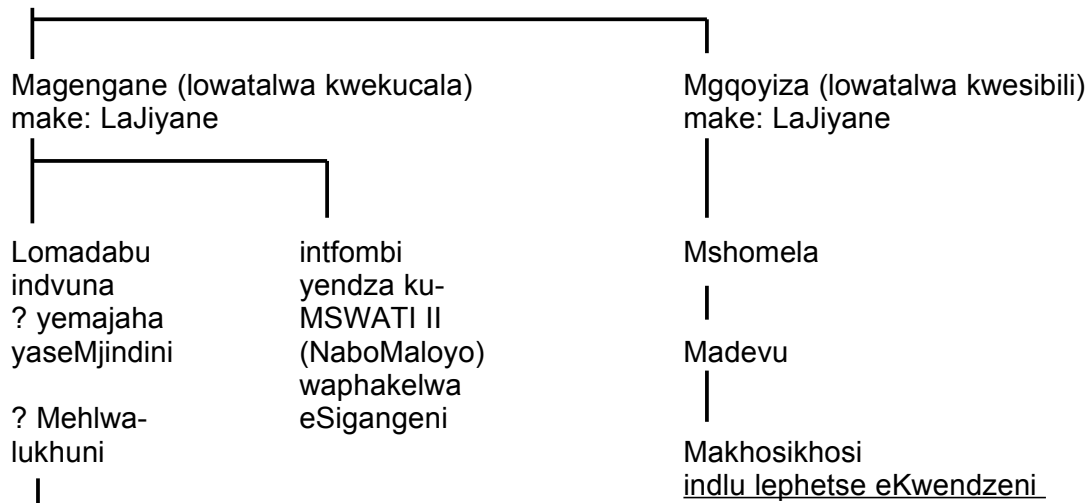 Magengane (lowatalwa kwekucala)
make: LaJiyane
Mgqoyiza (lowatalwa kwesibili)
make: LaJiyane
Lomadabu
indvuna
? yemajaha
yaseMjindini
? Mehlwa-
lukhuni
intfombi
yendza ku-
MSWATI II
(NaboMaloyo)
waphakelwa
eSigangeni
Mshomela
Madevu
Makhosikhosi
indlu lephetse eKwendzeni